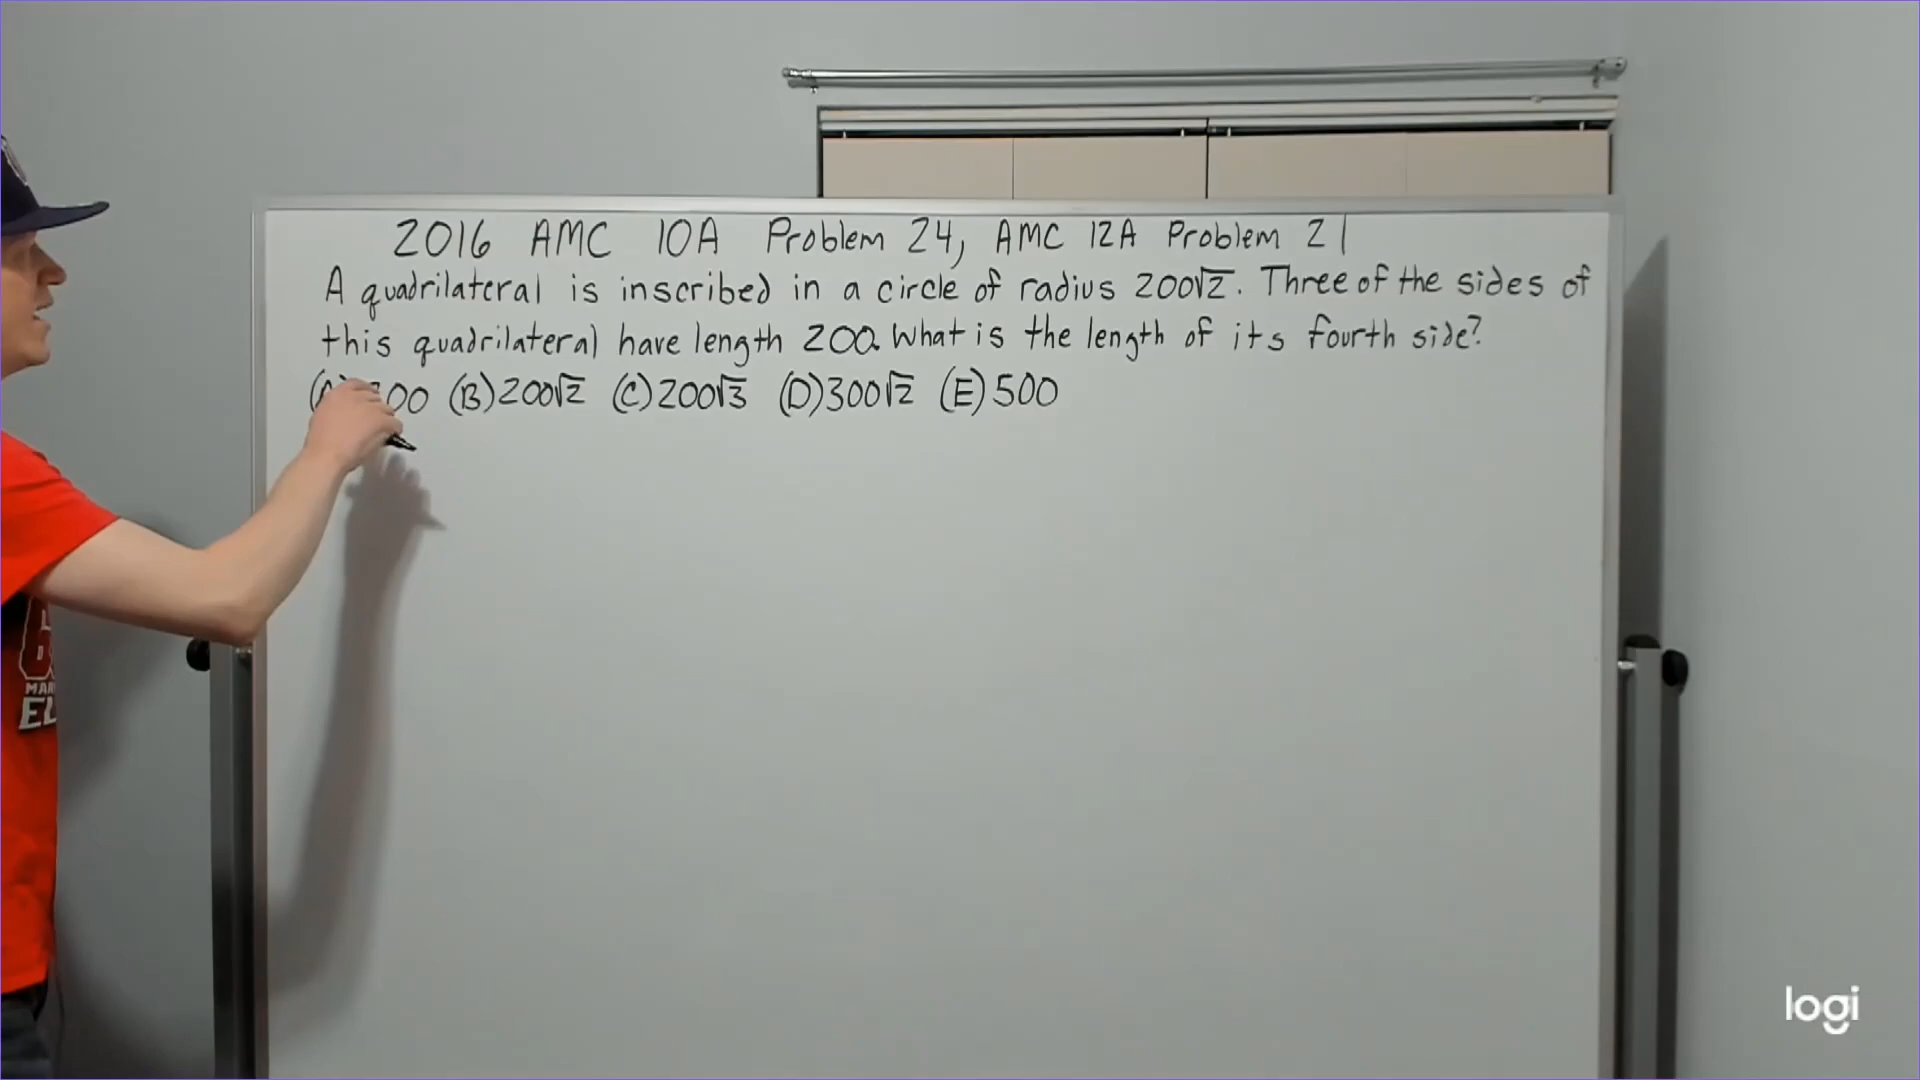 2016 AMC 10A Problem 24, AMC 12A Problem 21
A quadrilateral is inscribed in a circle of radius 200√2. Three of the sides of
this quadrilateral have length 200. What is the length of its fourth side?
(B) 200√2 (C) 200√3 (D) 300√2 (E) 500
logi